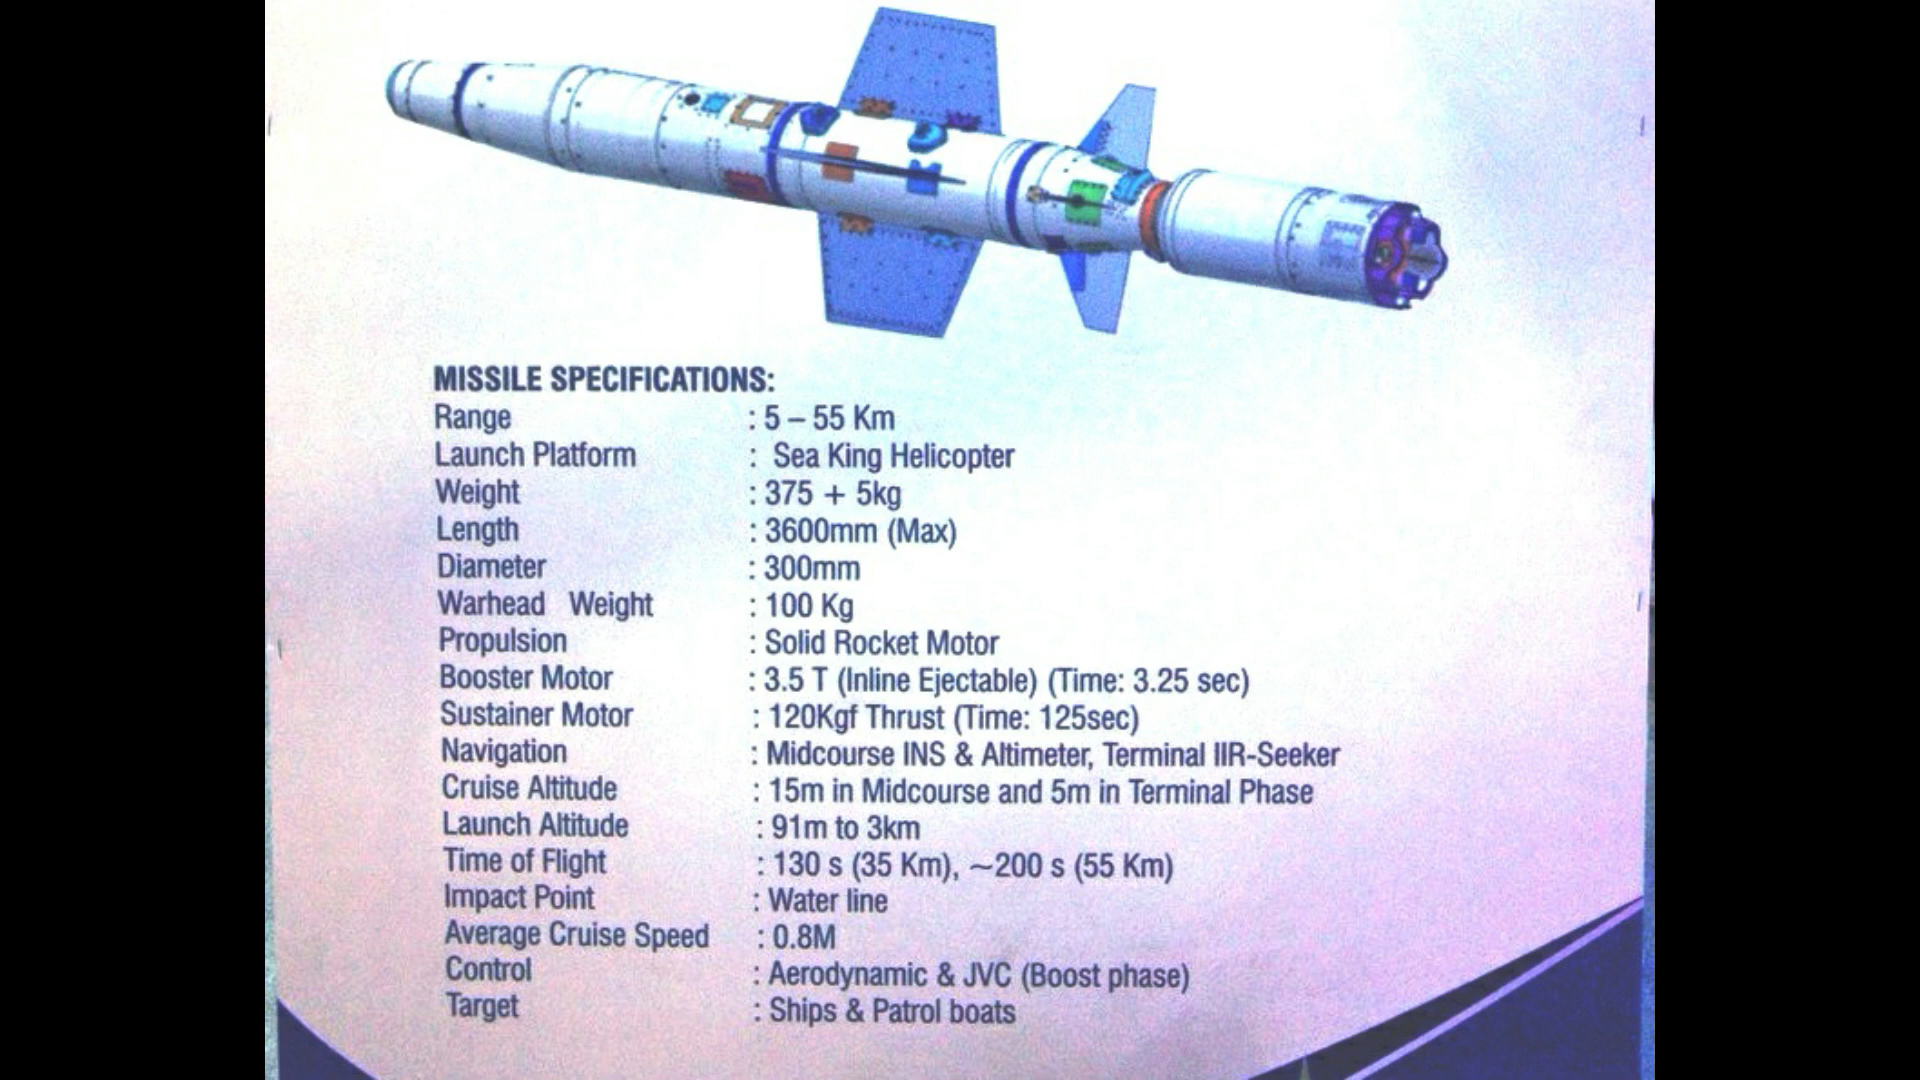 MISSILE SPECIFICATIONS:
Range : 5 – 55 Km
Launch Platform : Sea King Helicopter
Weight : 375 + 5kg
Length : 3600mm (Max)
Diameter : 300mm
Warhead Weight : 100 Kg
Propulsion : Solid Rocket Motor
Booster Motor : 3.5 T (Inline Ejectable) (Time: 3.25 sec)
Sustainer Motor : 120Kgf Thrust (Time: 125sec)
Navigation : Midcourse INS & Altimeter, Terminal IIR-Seeker
Cruise Altitude : 15m in Midcourse and 5m in Terminal Phase
Launch Altitude : 91m to 3km
Time of Flight : 130 s (35 Km), ~200 s (55 Km)
Impact Point : Water line
Average Cruise Speed : 0.8M
Control : Aerodynamic & JVC (Boost phase)
Target : Ships & Patrol boats